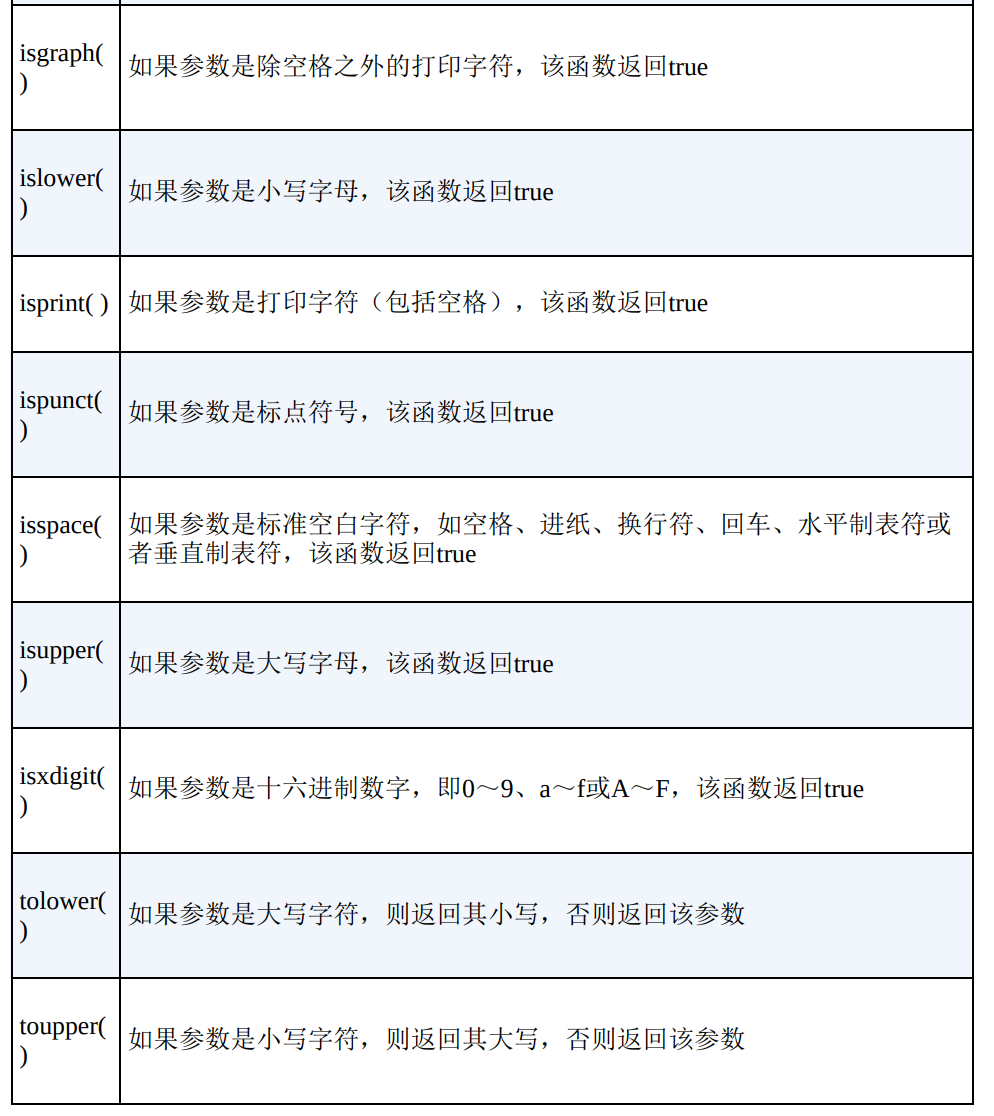 isgraph(
)
如果参数是除空格之外的打印字符，该函数返回true
islower(
)
如果参数是小写字母，该函数返回true
isprint( )
如果参数是打印字符（包括空格），该函数返回true
ispunct(
)
如果参数是标点符号，该函数返回true
isspace(
)
如果参数是标准空白字符，如空格、进纸、换行符、回车、水平制表符或
者垂直制表符，该函数返回true
isupper(
)
如果参数是大写字母，该函数返回true
isxdigit(
)
如果参数是十六进制数字，即0～9、a～f或A～F，该函数返回true
tolower(
)
如果参数是大写字符，则返回其小写，否则返回该参数
toupper(
)
如果参数是小写字符，则返回其大写，否则返回该参数